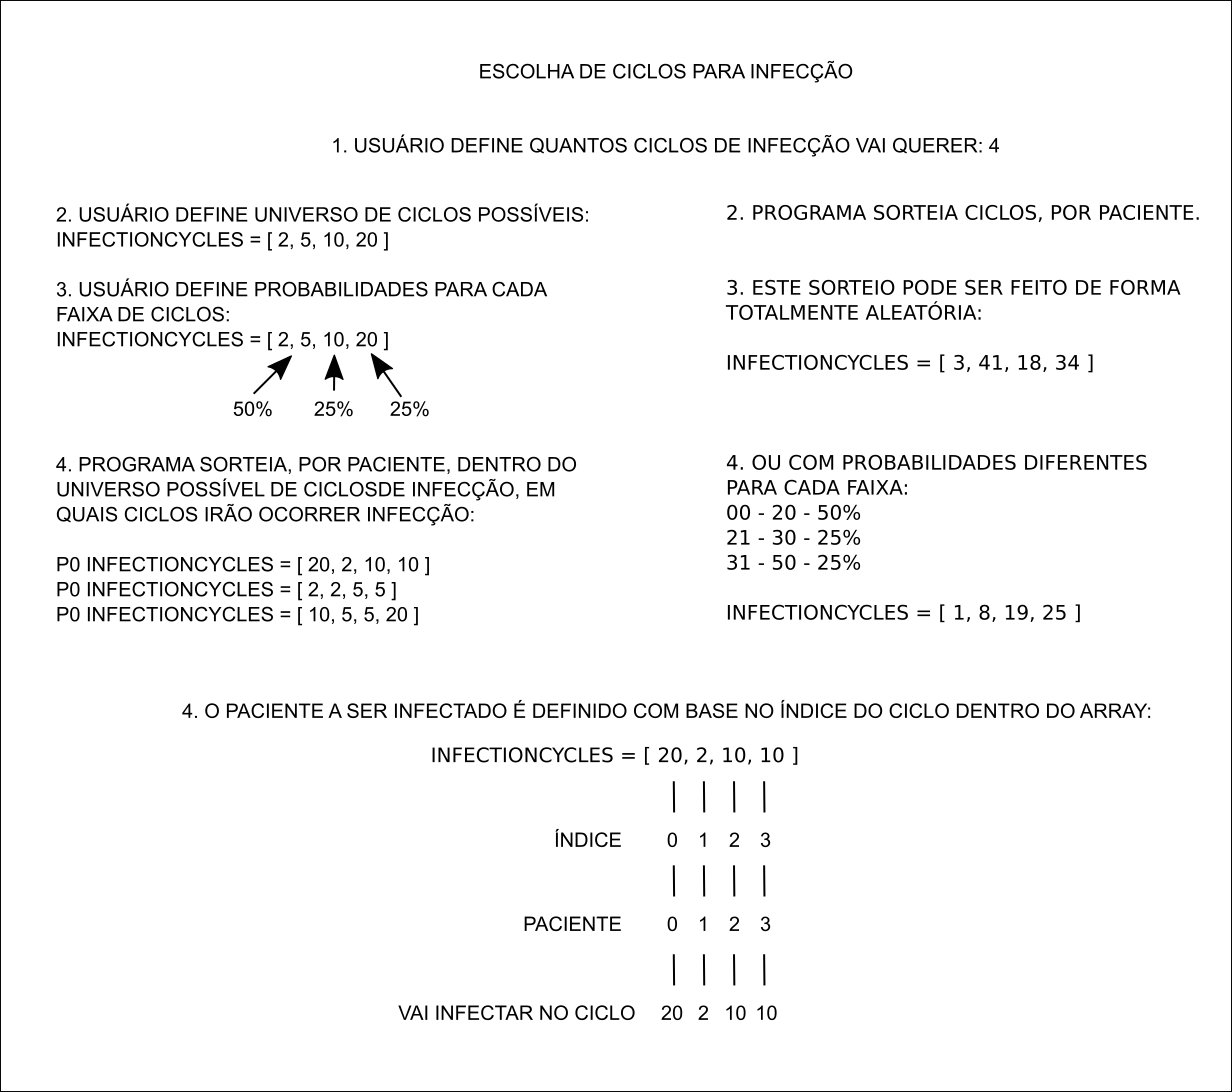 ESCOLHA DE CICLOS PARA INFECÇÃO
1. USUÁRIO DEFINE QUANTOS CICLOS DE INFECÇÃO VAI QUERER: 4
2. USUÁRIO DEFINE UNIVERSO DE CICLOS POSSÍVEIS:
INFECTIONCYCLES = [ 2, 5, 10, 20 ]
3. USUÁRIO DEFINE PROBABILIDADES PARA CADA
FAIXA DE CICLOS:
INFECTIONCYCLES = [ 2, 5, 10, 20 ]
50% 25% 25%
4. PROGRAMA SORTEIA, POR PACIENTE, DENTRO DO
UNIVERSO POSSÍVEL DE CICLOSDE INFECÇÃO, EM
QUAIS CICLOS IRÃO OCORRER INFECÇÃO:
P0 INFECTIONCYCLES = [ 20, 2, 10, 10 ]
P0 INFECTIONCYCLES = [ 2, 2, 5, 5 ]
P0 INFECTIONCYCLES = [ 10, 5, 5, 20 ]
2. PROGRAMA SORTEIA CICLOS, POR PACIENTE.
3. ESTE SORTEIO PODE SER FEITO DE FORMA
TOTALMENTE ALEATÓRIA:
INFECTIONCYCLES = [ 3, 41, 18, 34 ]
4. OU COM PROBABILIDADES DIFERENTES
PARA CADA FAIXA:
00 - 20 - 50%
21 - 30 - 25%
31 - 50 - 25%
INFECTIONCYCLES = [ 1, 8, 19, 25 ]
4. O PACIENTE A SER INFECTADO É DEFINIDO COM BASE NO ÍNDICE DO CICLO DENTRO DO ARRAY:
INFECTIONCYCLES = [ 20, 2, 10, 10 ]
ÍNDICE 0 1 2 3
PACIENTE 0 1 2 3
VAI INFECTAR NO CICLO 20 2 10 10